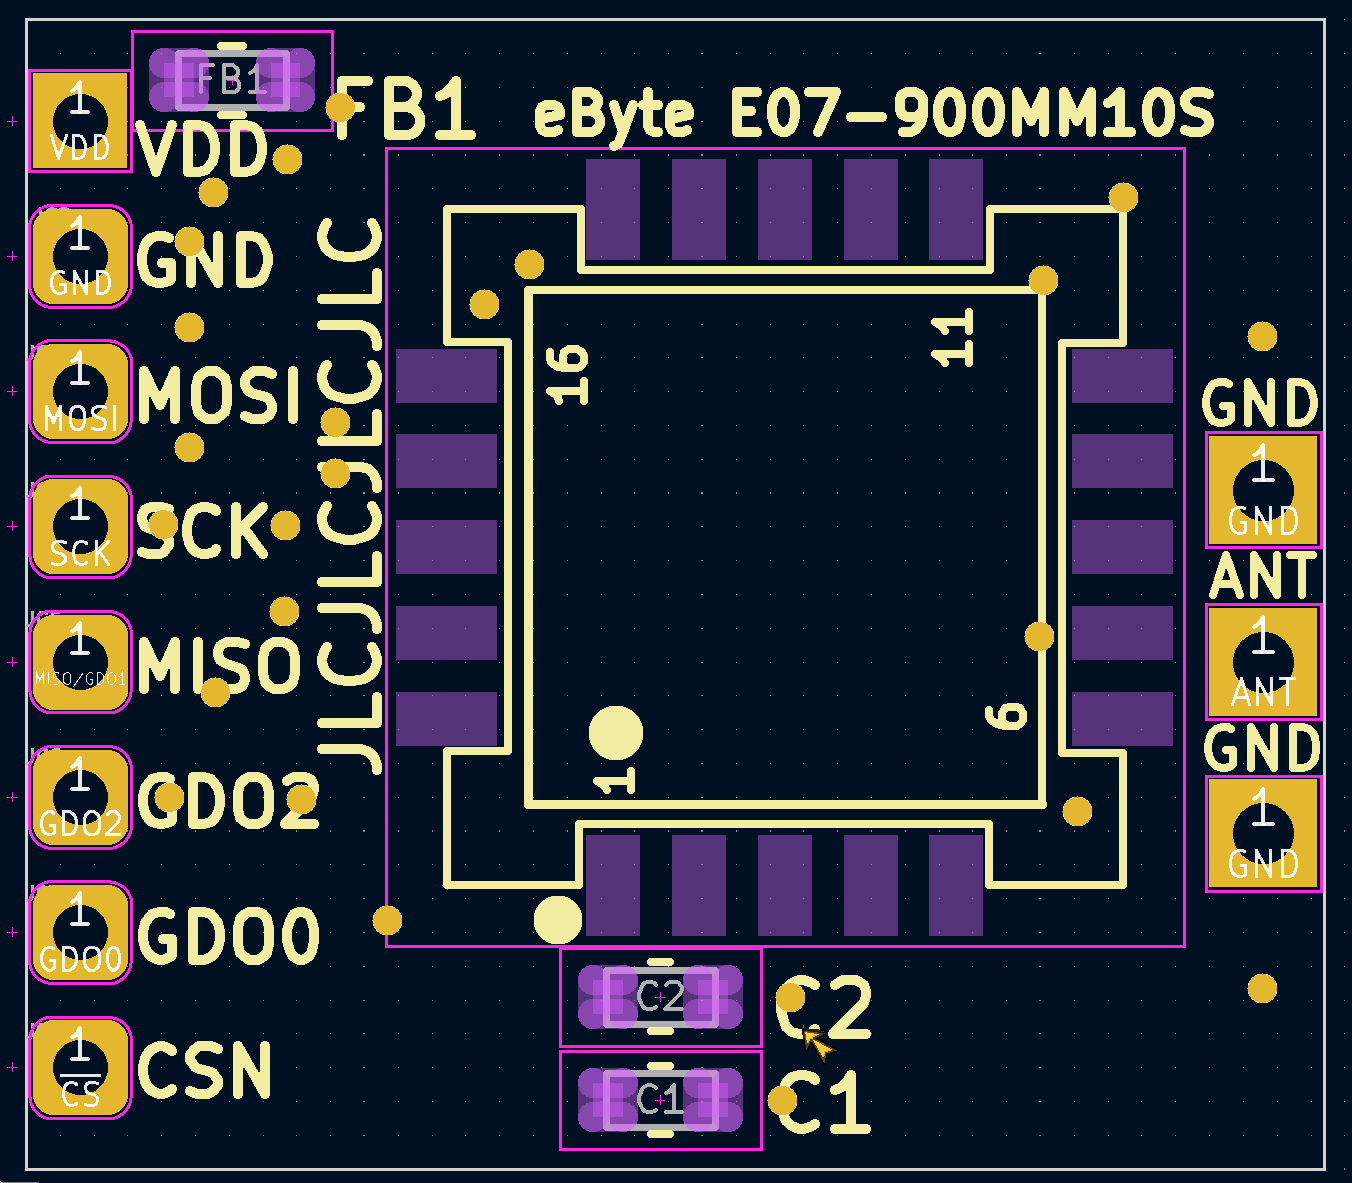 FB1
FB1
eByte E07-900MM10S
1
VDD
VDD
1
GND
GND
1
MOSI
MOSI
1
SCK
SCK
1
MISO/GDO1
MISO
1
GDO2
GDO2
1
GDO0
GDO0
1
CS
CSN
JLCJLCJLCJLC
16
11
6
1
GND
1
GND
ANT
1
ANT
GND
1
GND
C2
C2
C1
C1